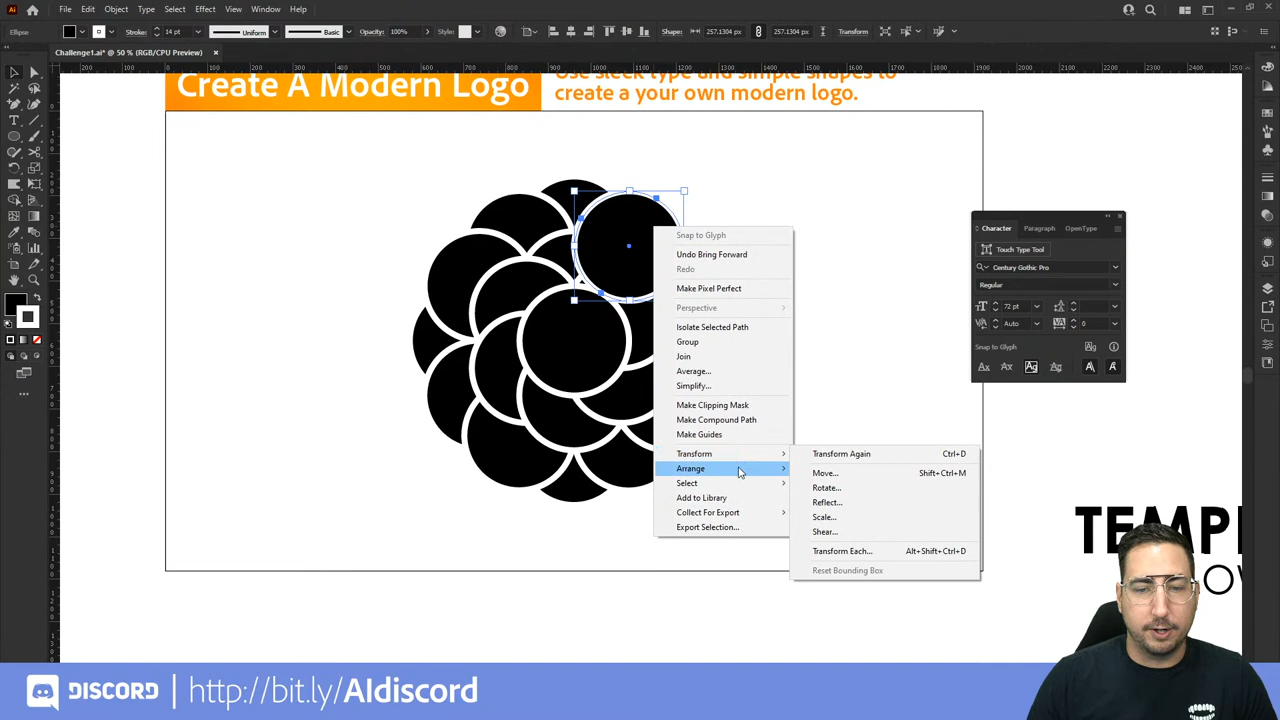 File Edit Object Type Select Effect View Window Help
Ellipse
Stroke: 14 pt Uniform Basic Opacity: 100% Style: Shape: 257.1304 px 257.1304 px
Challenge1.ai* @ 50 % (RGB/CPU Preview) ×
Create A Modern Logo
Use sleek type and simple shapes to
create a your own modern logo.
Snap to Glyph
Undo Bring Forward
Redo
Make Pixel Perfect
Perspective
Isolate Selected Path
Group
Join
Average...
Simplify...
Make Clipping Mask
Make Compound Path
Make Guides
Transform
Arrange
Select
Add to Library
Collect For Export
Export Selection...
Transform Again Ctrl+D
Move... Shift+Ctrl+M
Rotate...
Reflect...
Scale...
Shear...
Transform Each... Alt+Shift+Ctrl+D
Reset Bounding Box
Character Paragraph OpenType
Touch Type Tool
Century Gothic Pro
Regular
72 pt
Auto 0
Snap to Glyph
TEMP
DISCORD http://bit.ly/AIdiscord